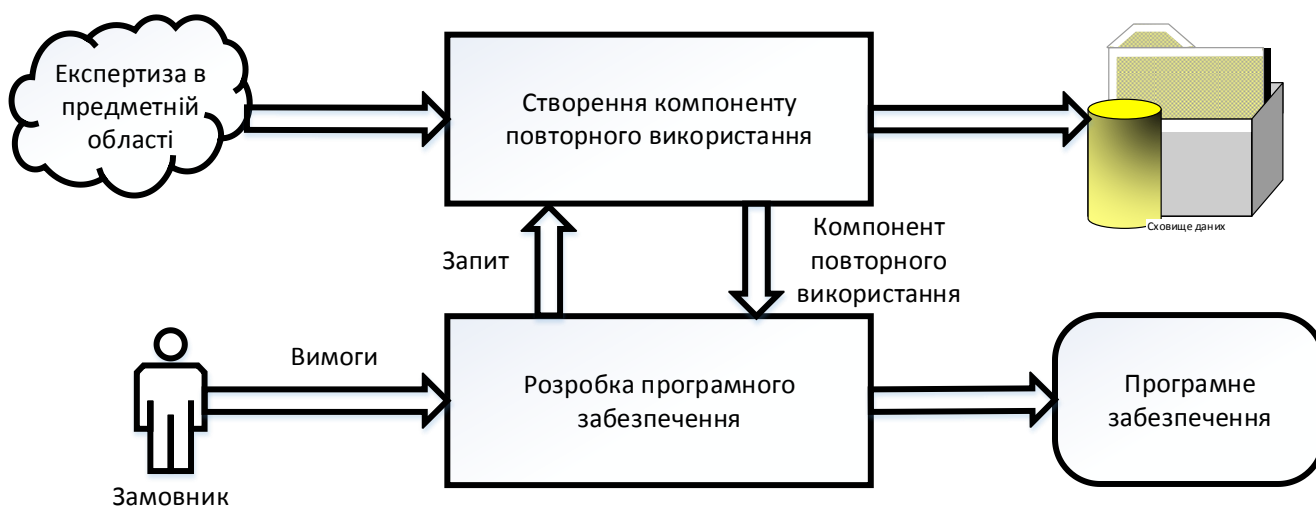 Експертиза в
предметній
області
Створення компоненту
повторного використання
Сховище даних
Запит
Компонент
повторного
використання
Замовник
Вимоги
Розробка програмного
забезпечення
Програмне
забезпечення